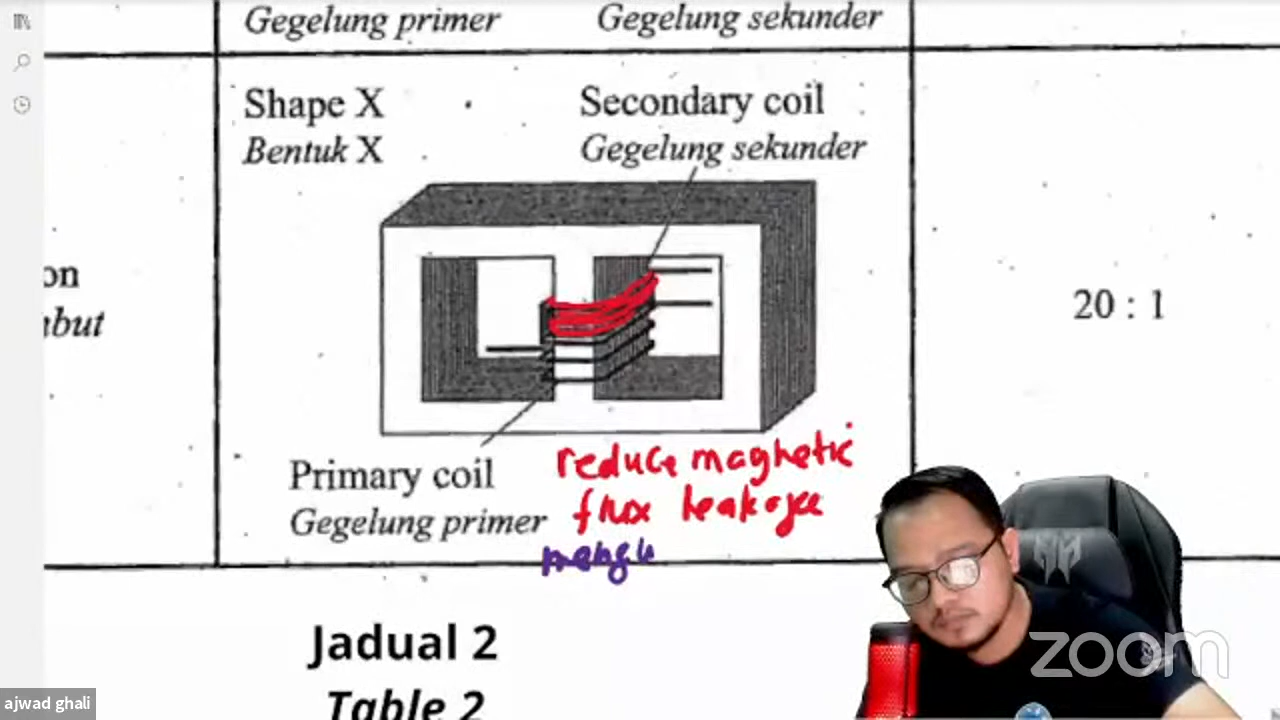 Gegelung primer
Gegelung sekunder
Shape X
Bentuk X
Secondary coil
Gegelung sekunder
on
but
20 : 1
Primary coil
Gegelung primer
reduce magnetic
flux leakage
mengu
Jadual 2
Table 2
zoom
ajwad ghali